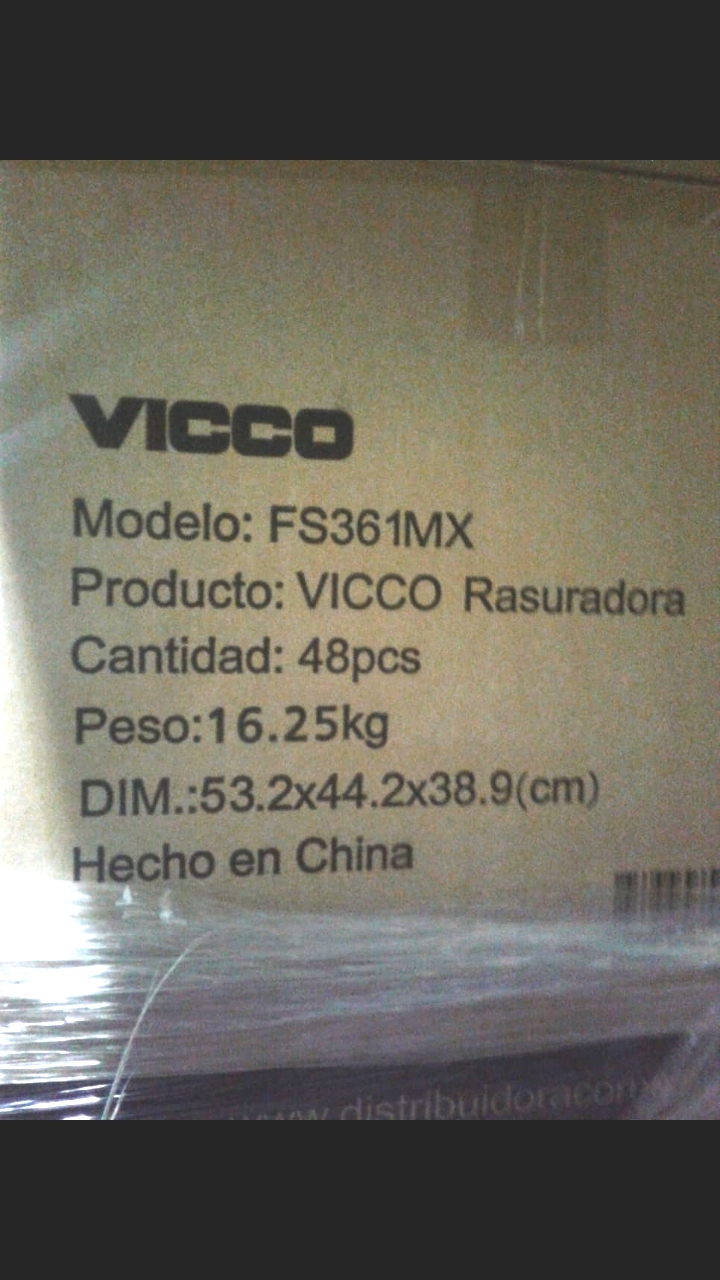 VICCO
Modelo: FS361MX
Producto: VICCO Rasuradora
Cantidad: 48pcs
Peso:16.25kg
DIM.:53.2x44.2x38.9(cm)
Hecho en China